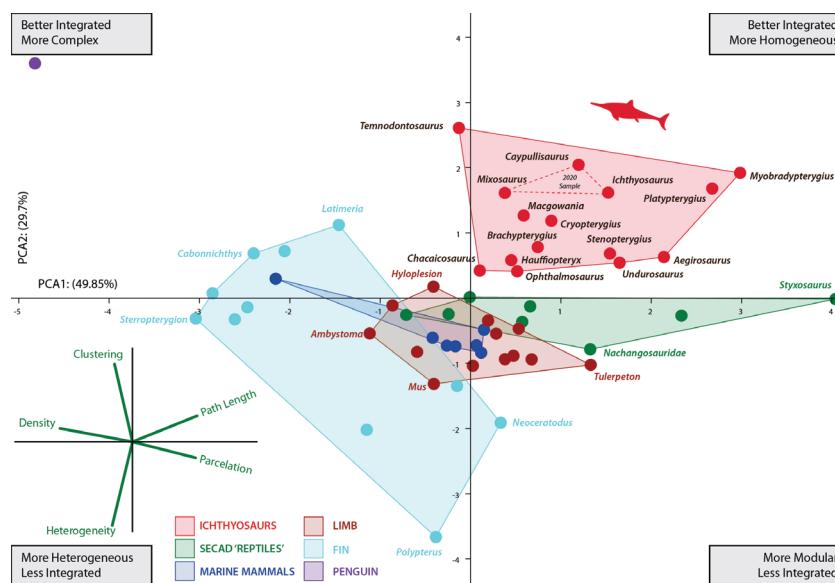 Better Integrated
More Complex
Better Integrated
More Homogeneous
4
3
2
1
-1
-2
-3
-4
-5
-4
-3
-2
-1
1
2
3
4
PCA2: (29.7%)
PCA1: (49.85%)
Temnodontosaurus
Caypullisaurus
Mixosaurus
2020
Sample
Ichthyosaurus
Myobradypterygius
Platypterygius
Macgowania
Cryopterygius
Brachypterygius
Stenopterygius
Chacaicosaurus
Hauffiopteryx
Aegirosaurus
Ophthalmosaurus
Undurosaurus
Latimeria
Cabonnichthys
Hyloplesion
Styxosaurus
Sterropterygion
Ambystoma
Nachangosauridae
Mus
Tulerpeton
Neoceratodus
Polypterus
Clustering
Path Length
Density
Parcelation
Heterogeneity
ICHTHYOSAURS
LIMB
SECAD 'REPTILES'
FIN
MARINE MAMMALS
PENGUIN
More Heterogeneous
Less Integrated
More Modular
Less Integrated